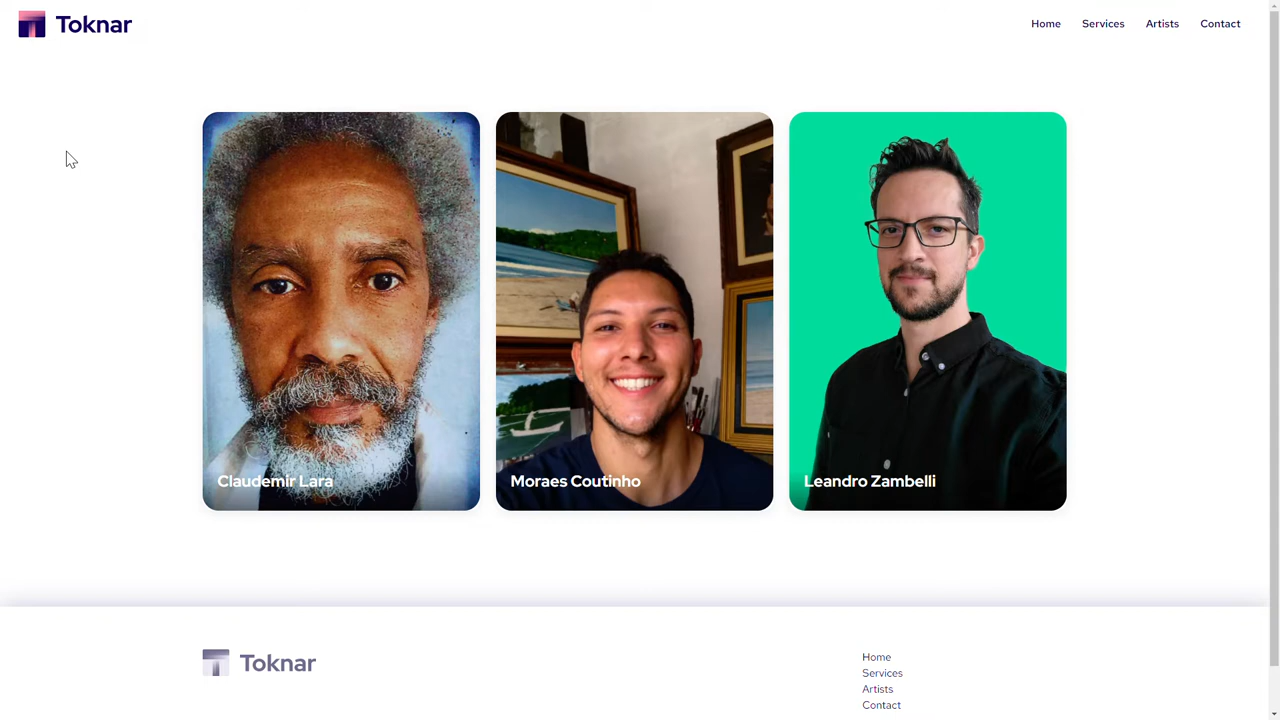 Toknar
Home Services Artists Contact
Claudemir Lara
Moraes Coutinho
Leandro Zambelli
Toknar
Home
Services
Artists
Contact